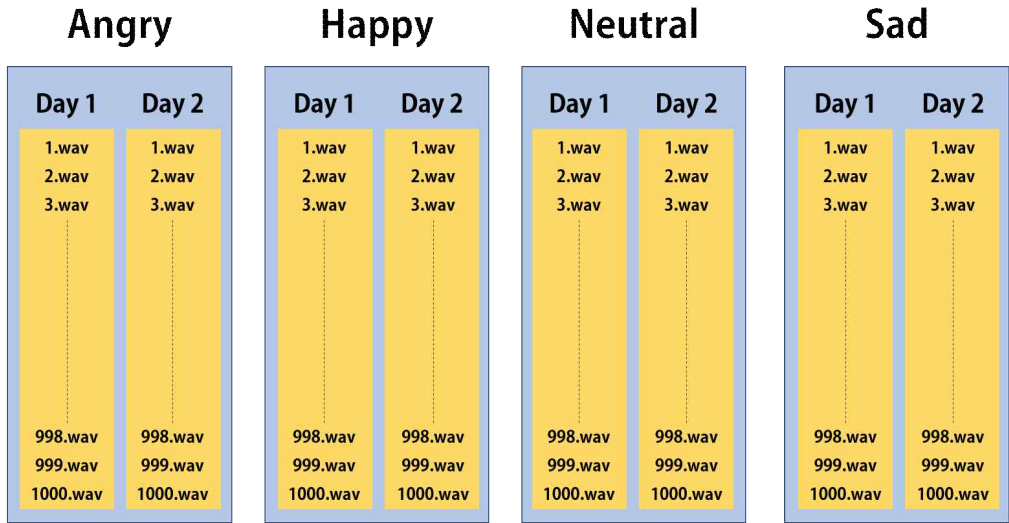 Angry Happy Neutral Sad
Day 1 Day 2 Day 1 Day 2 Day 1 Day 2 Day 1 Day 2
1.wav 1.wav 1.wav 1.wav 1.wav 1.wav 1.wav 1.wav
2.wav 2.wav 2.wav 2.wav 2.wav 2.wav 2.wav 2.wav
3.wav 3.wav 3.wav 3.wav 3.wav 3.wav 3.wav 3.wav
998.wav 998.wav 998.wav 998.wav 998.wav 998.wav 998.wav 998.wav
999.wav 999.wav 999.wav 999.wav 999.wav 999.wav 999.wav 999.wav
1000.wav 1000.wav 1000.wav 1000.wav 1000.wav 1000.wav 1000.wav 1000.wav